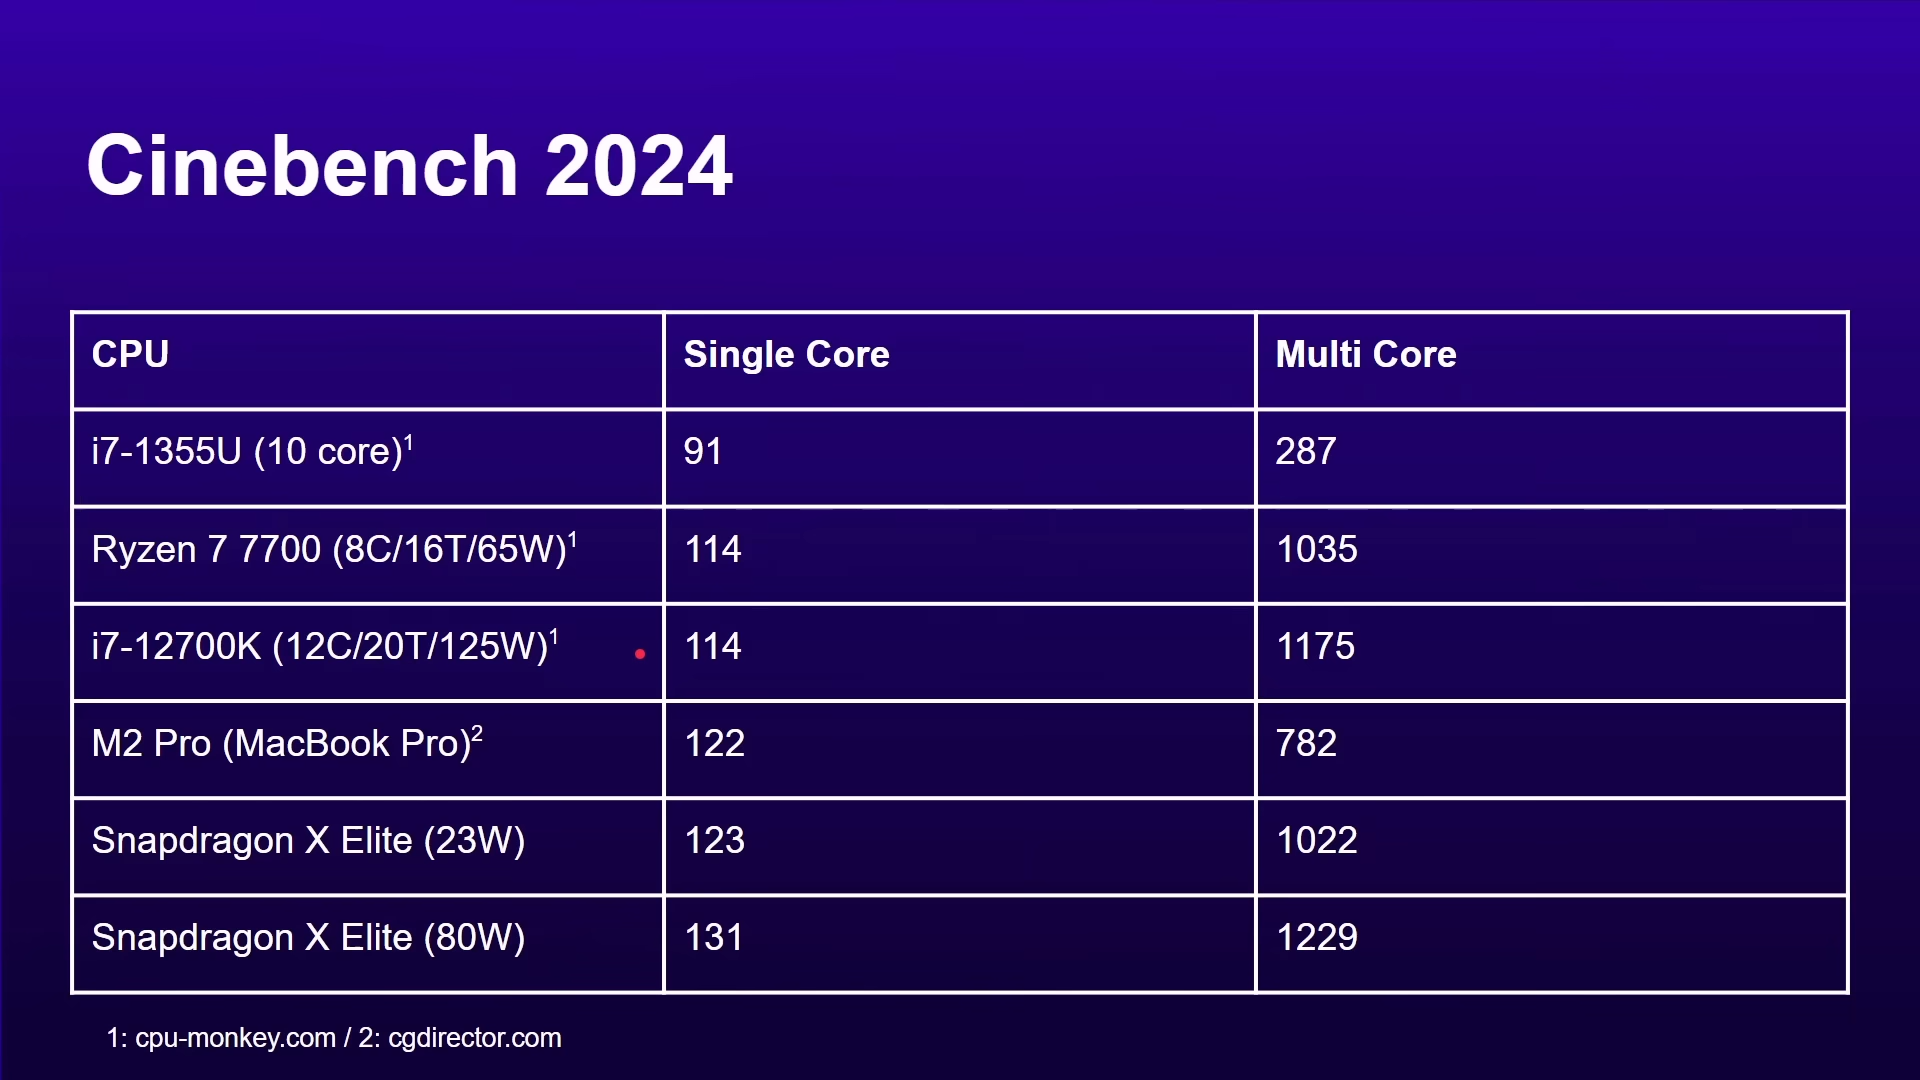 Cinebench 2024
CPU Single Core Multi Core
i7-1355U (10 core)¹ 91 287
Ryzen 7 7700 (8C/16T/65W)¹ 114 1035
i7-12700K (12C/20T/125W)¹ 114 1175
M2 Pro (MacBook Pro)² 122 782
Snapdragon X Elite (23W) 123 1022
Snapdragon X Elite (80W) 131 1229
1: cpu-monkey.com / 2: cgdirector.com